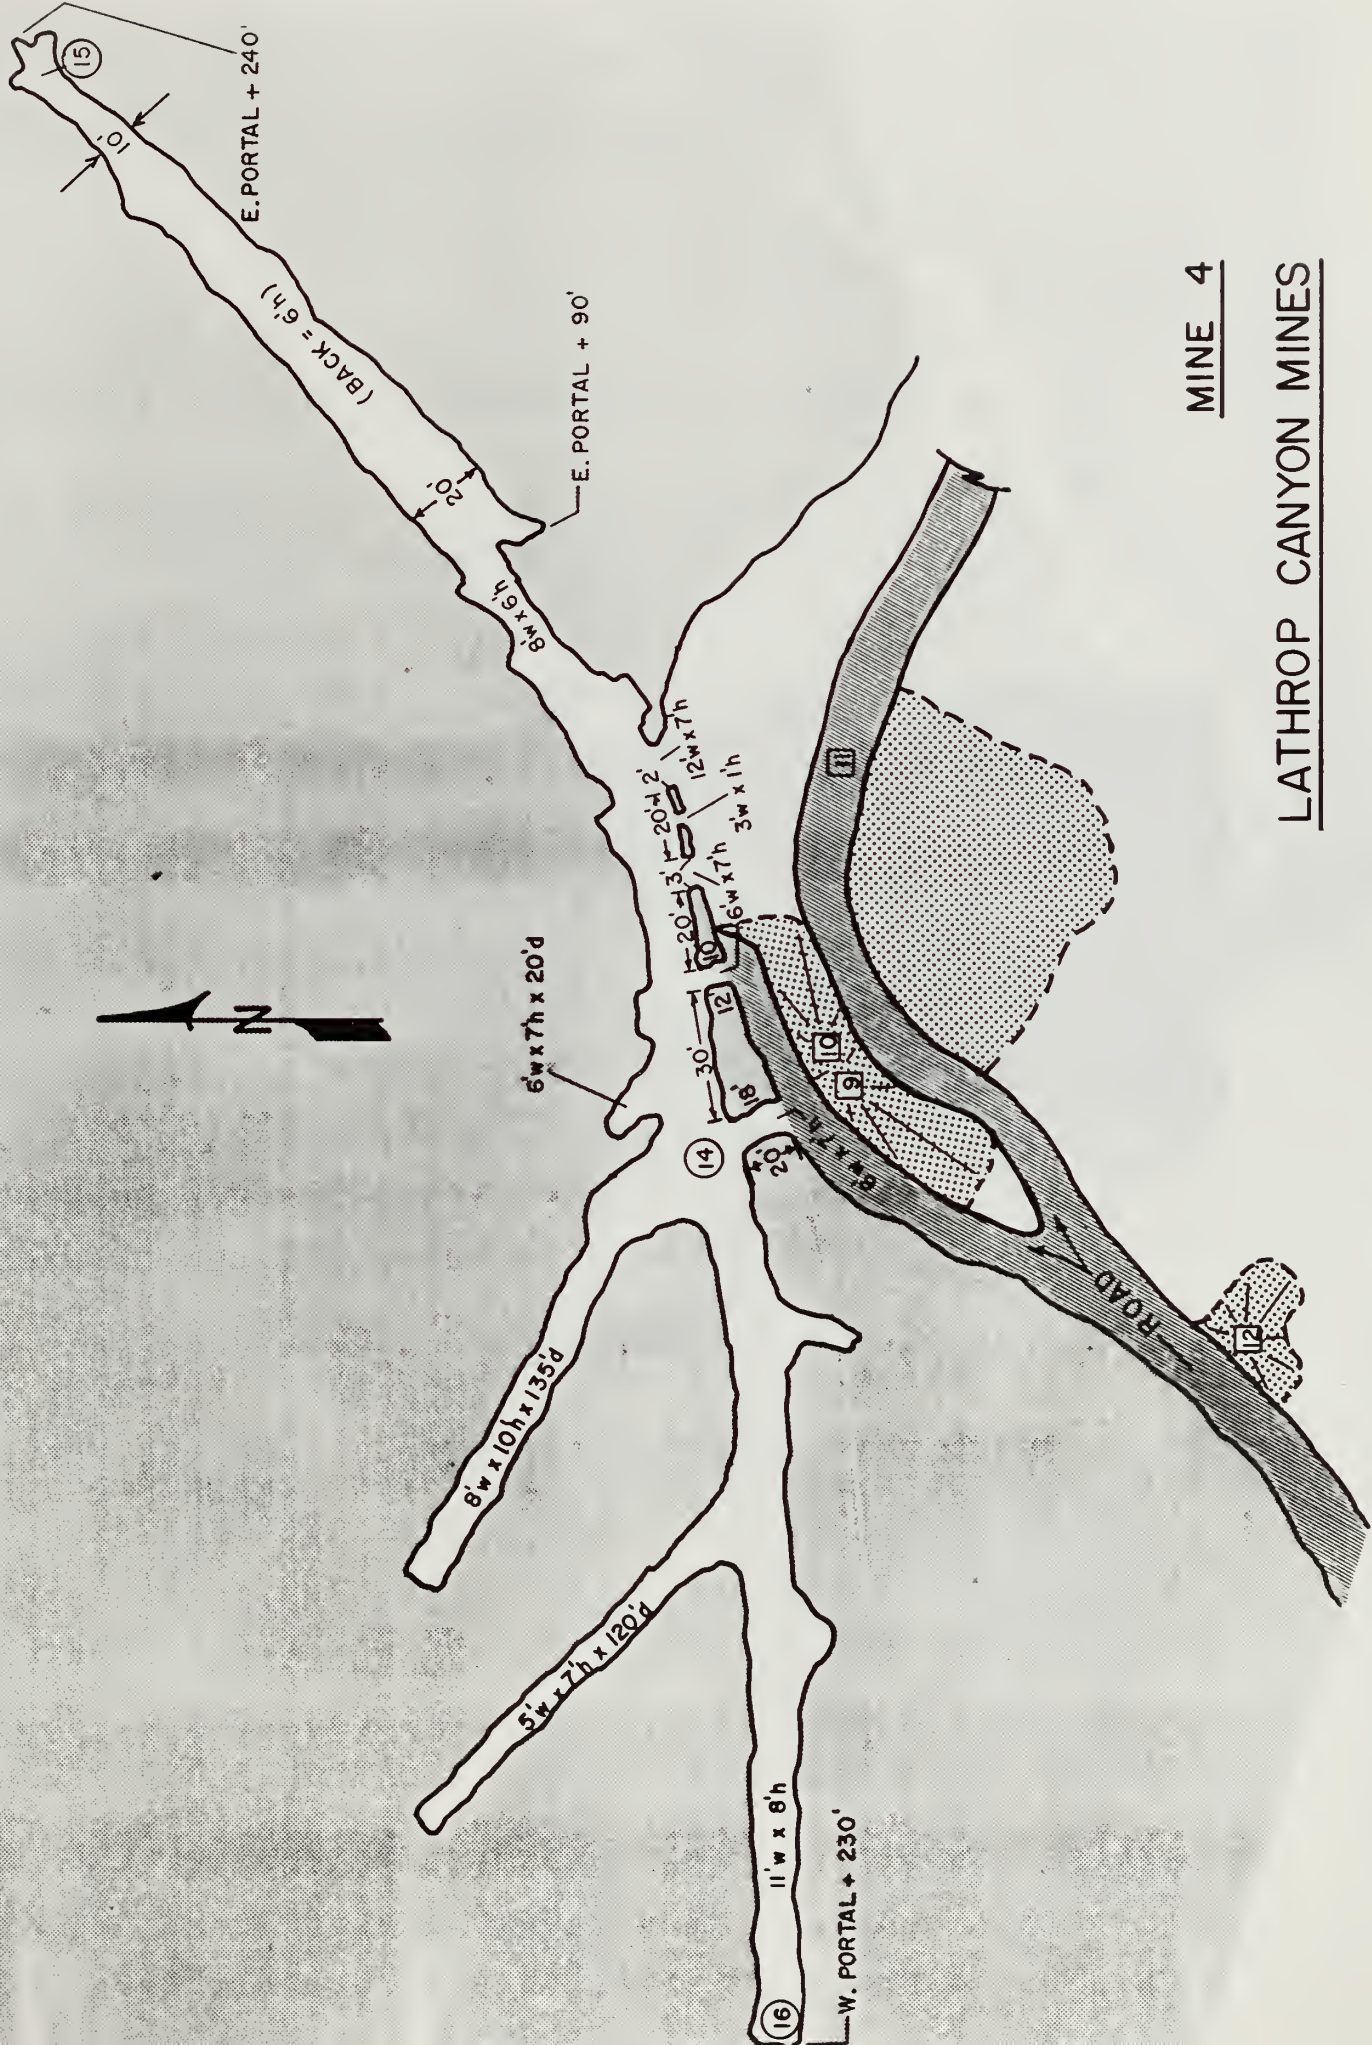 15
E. PORTAL + 240'
10'
(BACK = 6'h)
E. PORTAL + 90'
20'
8'w x 6'h
12'w x 7'h
2'
20'
3'w x 1'h
3'
6'w x 7'h
20'
10'
N
6'w x 7'h x 20'd
12'
30'
18'
14
20'
6'w x 7'h
11
10
9
ROAD
12
8'w x 10'h x 135'd
5'w x 7'h x 120'd
11'w x 8'h
16
W. PORTAL + 230'
MINE 4
LATHROP CANYON MINES